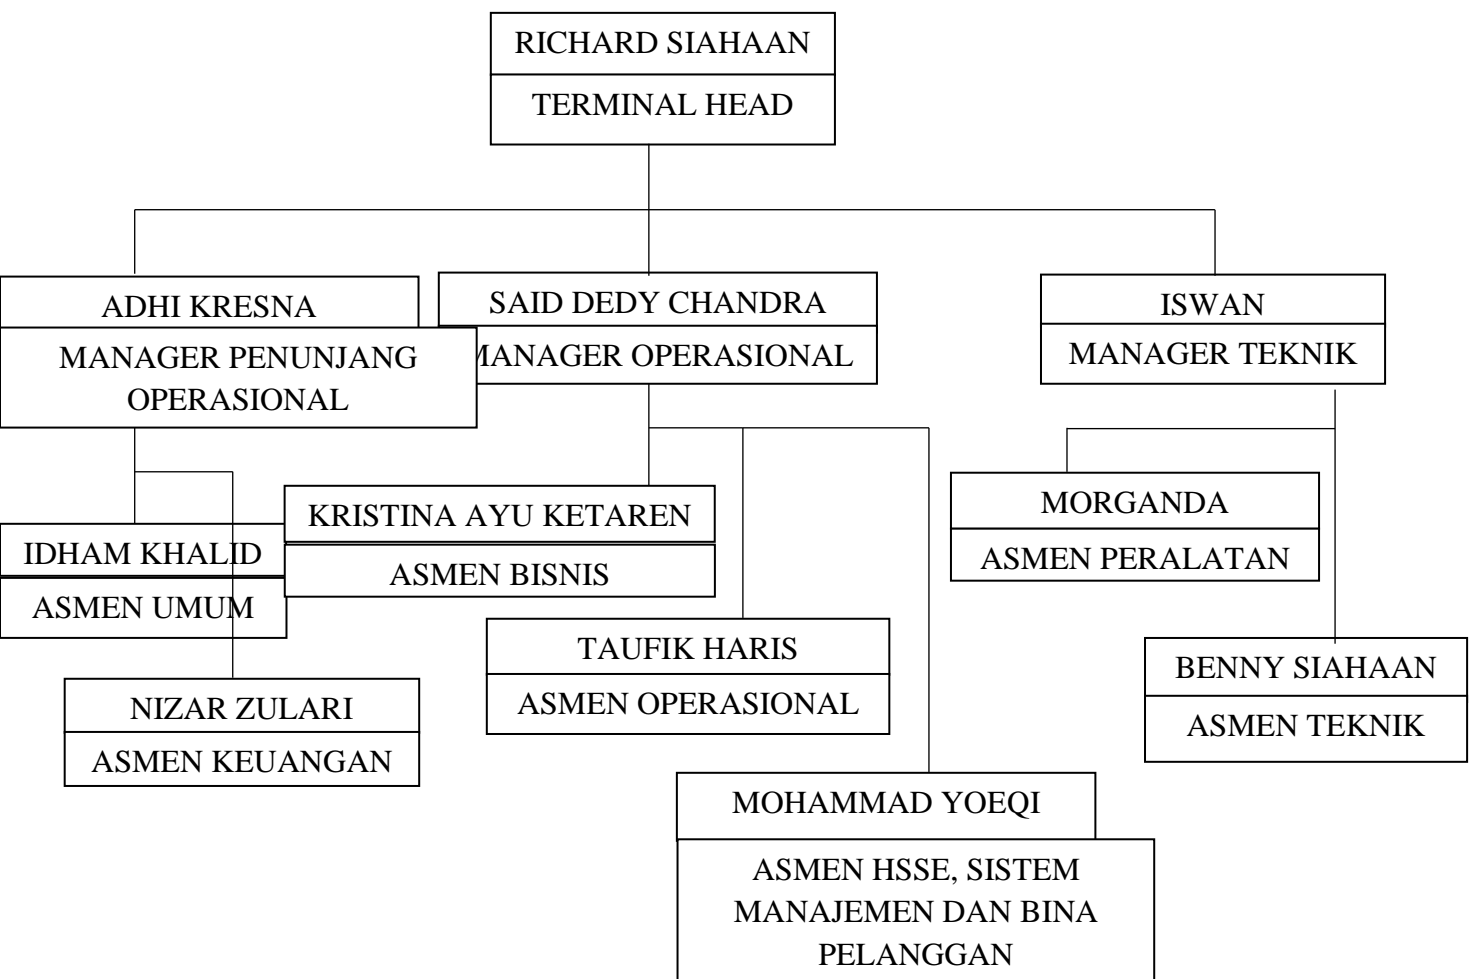 RICHARD SIAHAAN
TERMINAL HEAD
ADHI KRESNA
MANAGER PENUNJANG
OPERASIONAL
SAID DEDY CHANDRA
MANAGER OPERASIONAL
ISWAN
MANAGER TEKNIK
IDHAM KHALID
ASMEN UMUM
KRISTINA AYU KETAREN
ASMEN BISNIS
MORGANDA
ASMEN PERALATAN
NIZAR ZULARI
ASMEN KEUANGAN
TAUFIK HARIS
ASMEN OPERASIONAL
BENNY SIAHAAN
ASMEN TEKNIK
MOHAMMAD YOEQI
ASMEN HSSE, SISTEM
MANAJEMEN DAN BINA
PELANGGAN